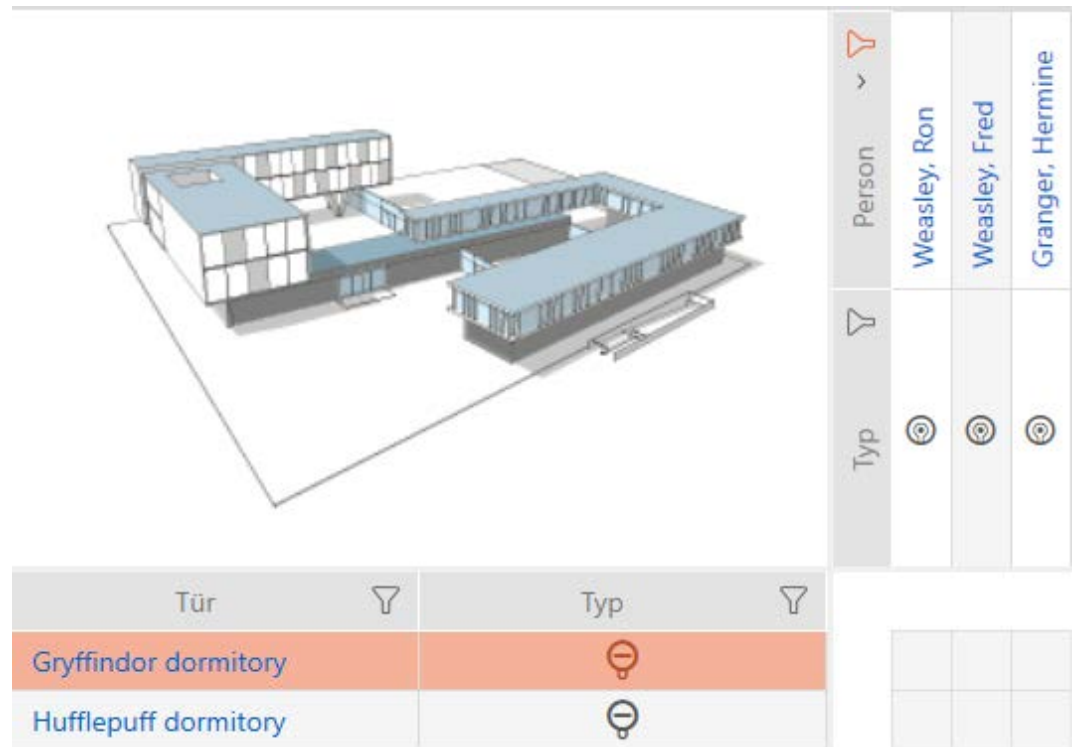 Person
Weasley, Ron
Weasley, Fred
Granger, Hermine
Typ
Tür
Typ
Gryffindor dormitory
Hufflepuff dormitory